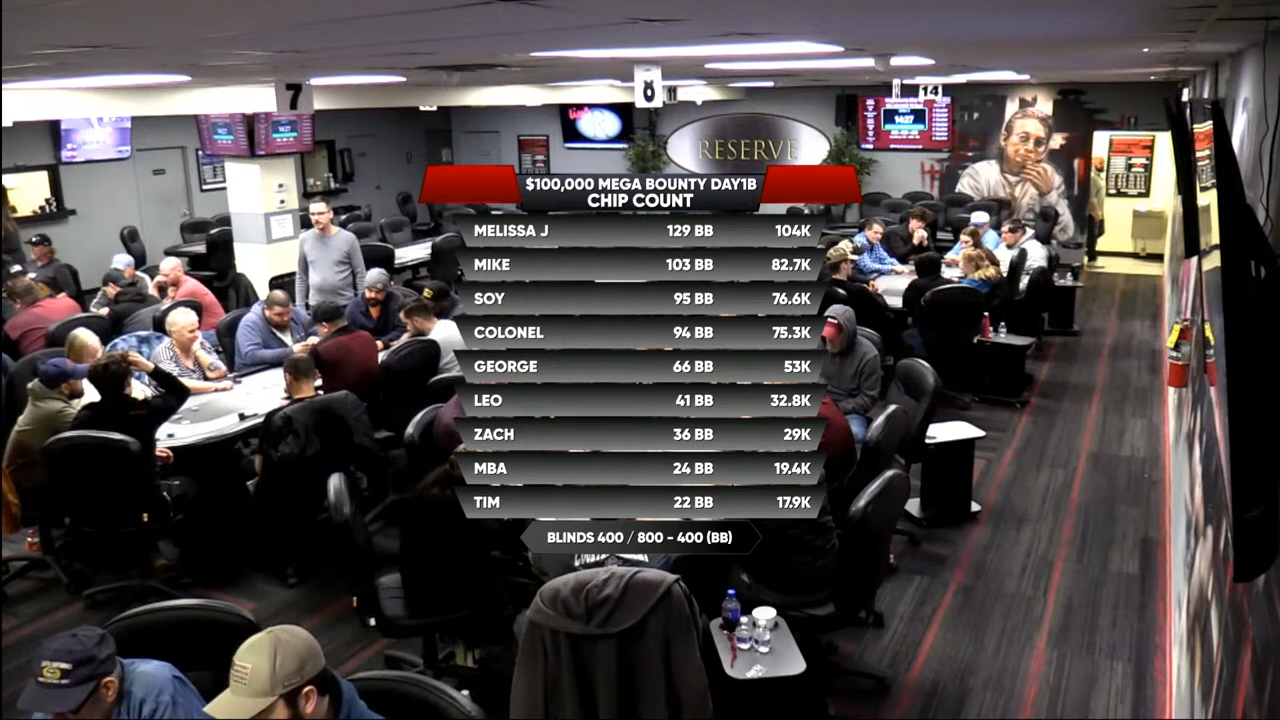 7
8
11
14
14:27
RESERVE
$100,000 MEGA BOUNTY DAY1B
CHIP COUNT
MELISSA J 129 BB 104K
MIKE 103 BB 82.7K
SOY 95 BB 76.6K
COLONEL 94 BB 75.3K
GEORGE 66 BB 53K
LEO 41 BB 32.8K
ZACH 36 BB 29K
MBA 24 BB 19.4K
TIM 22 BB 17.9K
BLINDS 400 / 800 - 400 (BB)